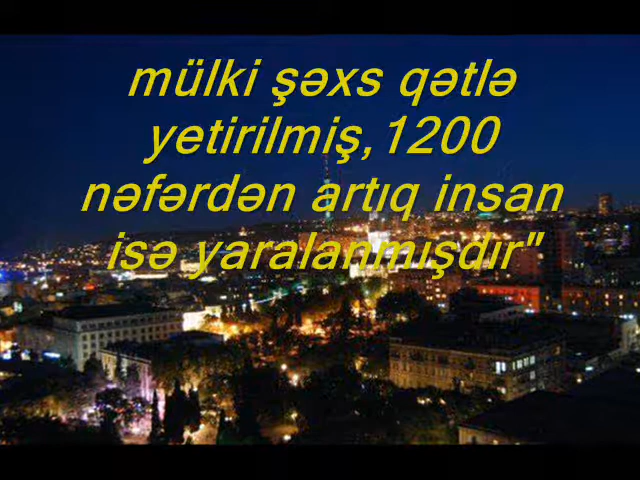 mülki şəxs qətlə
yetirilmiş,1200
nəfərdən artıq insan
isə yaralanmışdır"